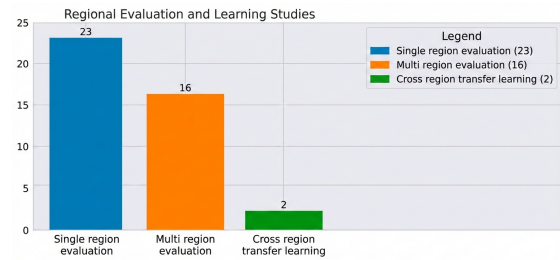 Regional Evaluation and Learning Studies
25
20
15
10
5
0
23
16
2
Legend
Single region evaluation (23)
Multi region evaluation (16)
Cross region transfer learning (2)
Single region
evaluation
Multi region
evaluation
Cross region
transfer learning